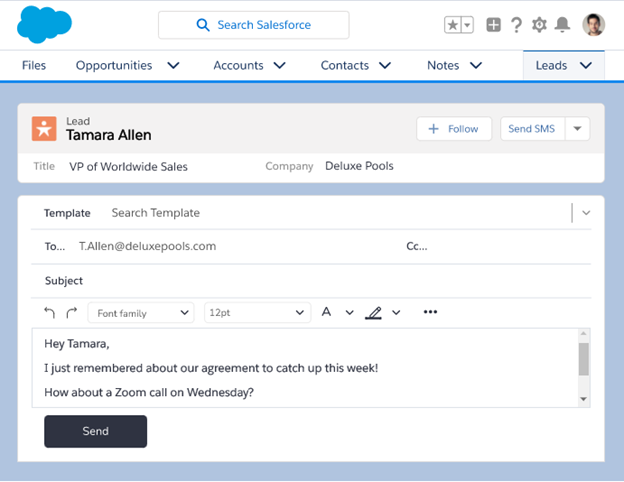 Search Salesforce
Files Opportunities Accounts Contacts Notes Leads
Lead
Tamara Allen
Follow Send SMS
Title VP of Worldwide Sales Company Deluxe Pools
Template Search Template
To... T.Allen@deluxepools.com Cc...
Subject
Font family 12pt A
Hey Tamara,
I just remembered about our agreement to catch up this week!
How about a Zoom call on Wednesday?
Send